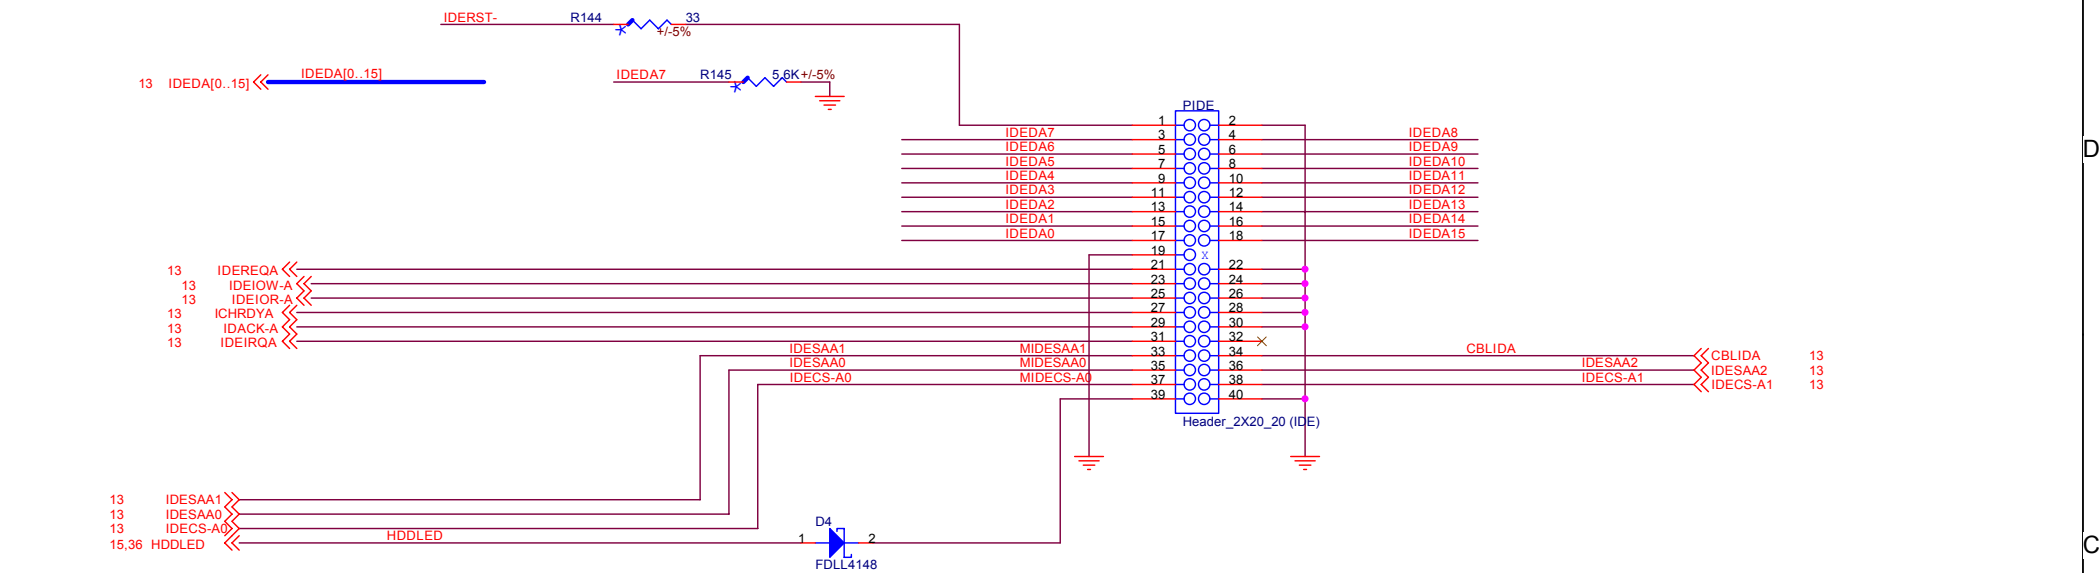 IDERST- R144 33
+/-5%
13 IDEDA[0..15] IDEDA[0..15] IDEDA7 R145 5.6K +/-5%
PIDE
1 2
IDEDA7 3 4 IDEDA8
IDEDA6 5 6 IDEDA9
IDEDA5 7 8 IDEDA10
IDEDA4 9 10 IDEDA11
IDEDA3 11 12 IDEDA12
IDEDA2 13 14 IDEDA13
IDEDA1 15 16 IDEDA14
IDEDA0 17 18 IDEDA15
19 X
13 IDEREQA 21 22
13 IDEIOW-A 23 24
13 IDEIOR-A 25 26
13 ICHRDYA 27 28
13 IDACK-A 29 30
13 IDEIRQA 31 32
IDESAA1 MIDESAA1 33 34 CBLIDA CBLIDA 13
IDESAA0 MIDESAA0 35 36 IDESAA2 IDESAA2 13
IDECS-A0 MIDECS-A0 37 38 IDECS-A1 IDECS-A1 13
39 40
Header_2X20_20 (IDE)
13 IDESAA1
13 IDESAA0
13 IDECS-A0
15,36 HDDLED HDDLED 1 D4 2
FDLL4148
D
C